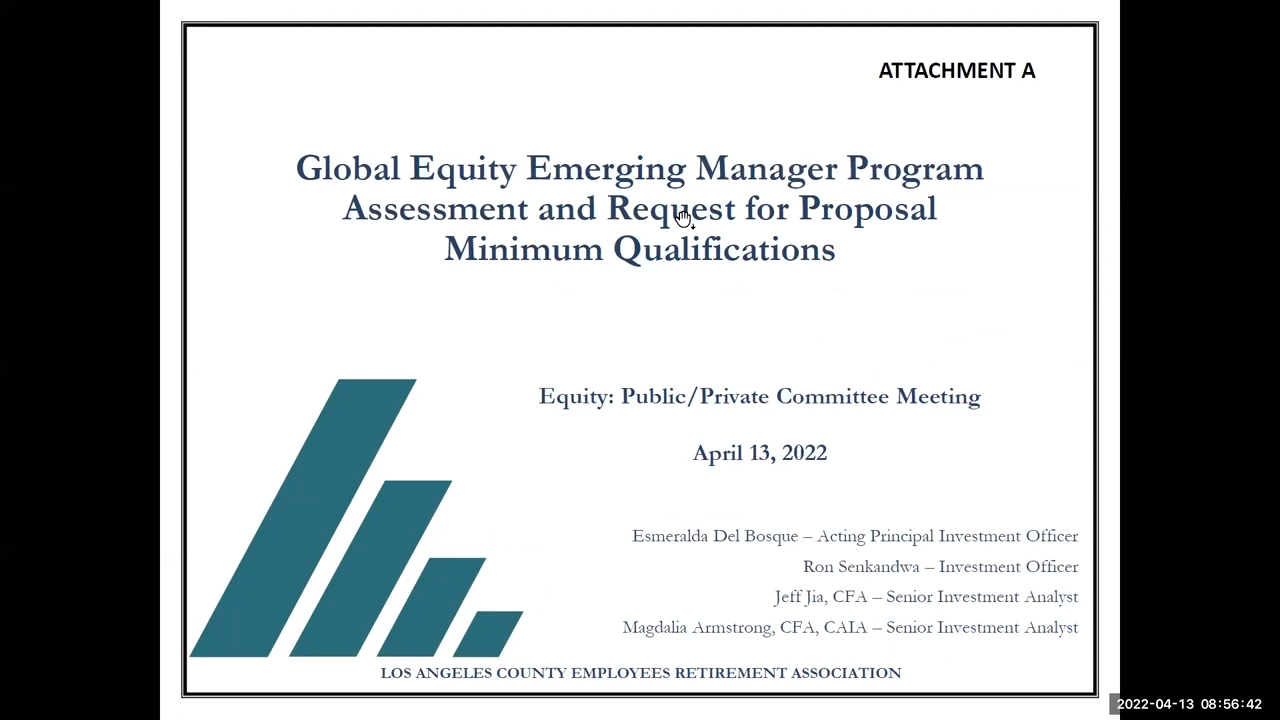 ATTACHMENT A
Global Equity Emerging Manager Program
Assessment and Request for Proposal
Minimum Qualifications
Equity: Public/Private Committee Meeting
April 13, 2022
Esmeralda Del Bosque – Acting Principal Investment Officer
Ron Senkandwa – Investment Officer
Jeff Jia, CFA – Senior Investment Analyst
Magdalia Armstrong, CFA, CAIA – Senior Investment Analyst
LOS ANGELES COUNTY EMPLOYEES RETIREMENT ASSOCIATION
2022-04-13 08:56:42